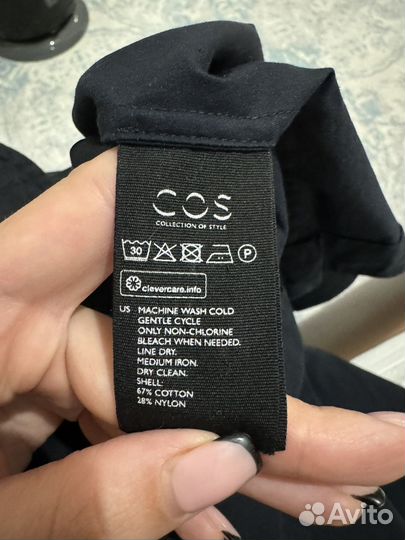 COS
COLLECTION OF STYLE
30 P
clevercare.info
US MACHINE WASH COLD
GENTLE CYCLE
ONLY NON-CHLORINE
BLEACH WHEN NEEDED.
LINE DRY.
MEDIUM IRON.
DRY CLEAN.
SHELL:
67% COTTON
28% NYLON
Avito